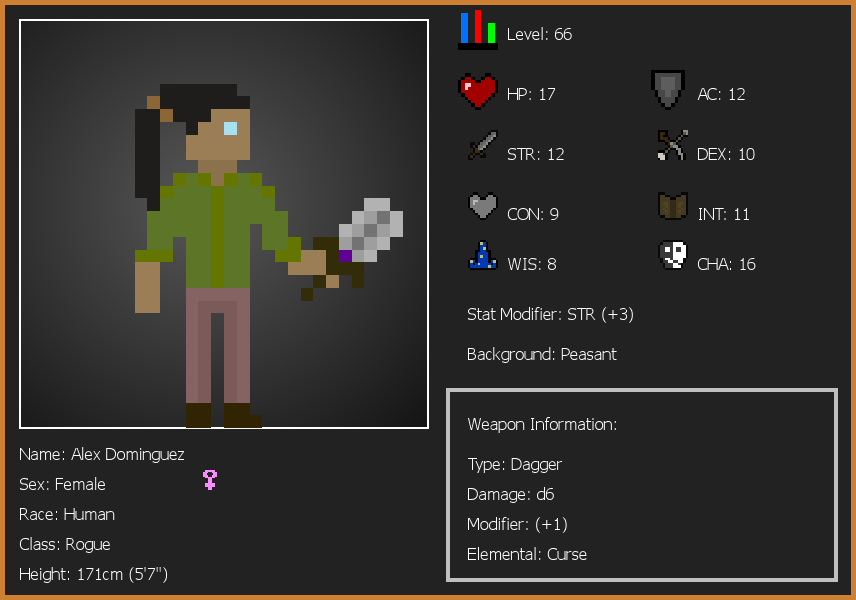 Level: 66
HP: 17
AC: 12
STR: 12
DEX: 10
CON: 9
INT: 11
WIS: 8
CHA: 16
Stat Modifier: STR (+3)
Background: Peasant
Weapon Information:
Type: Dagger
Damage: d6
Modifier: (+1)
Elemental: Curse
Name: Alex Dominguez
Sex: Female
Race: Human
Class: Rogue
Height: 171cm (5'7")